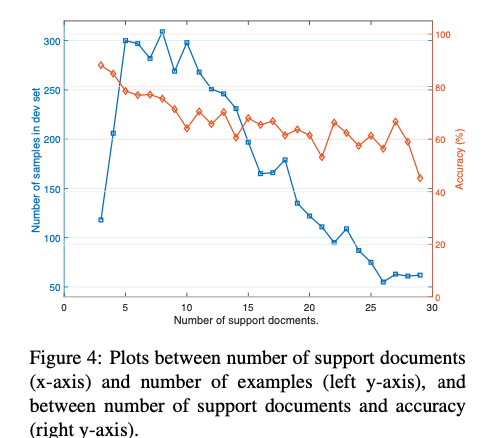 300
250
200
150
100
50
Number of samples in dev set
100
80
60
40
20
0
Accuracy (%)
0 5 10 15 20 25 30
Number of support docments.
Figure 4: Plots between number of support documents
(x-axis) and number of examples (left y-axis), and
between number of support documents and accuracy
(right y-axis).